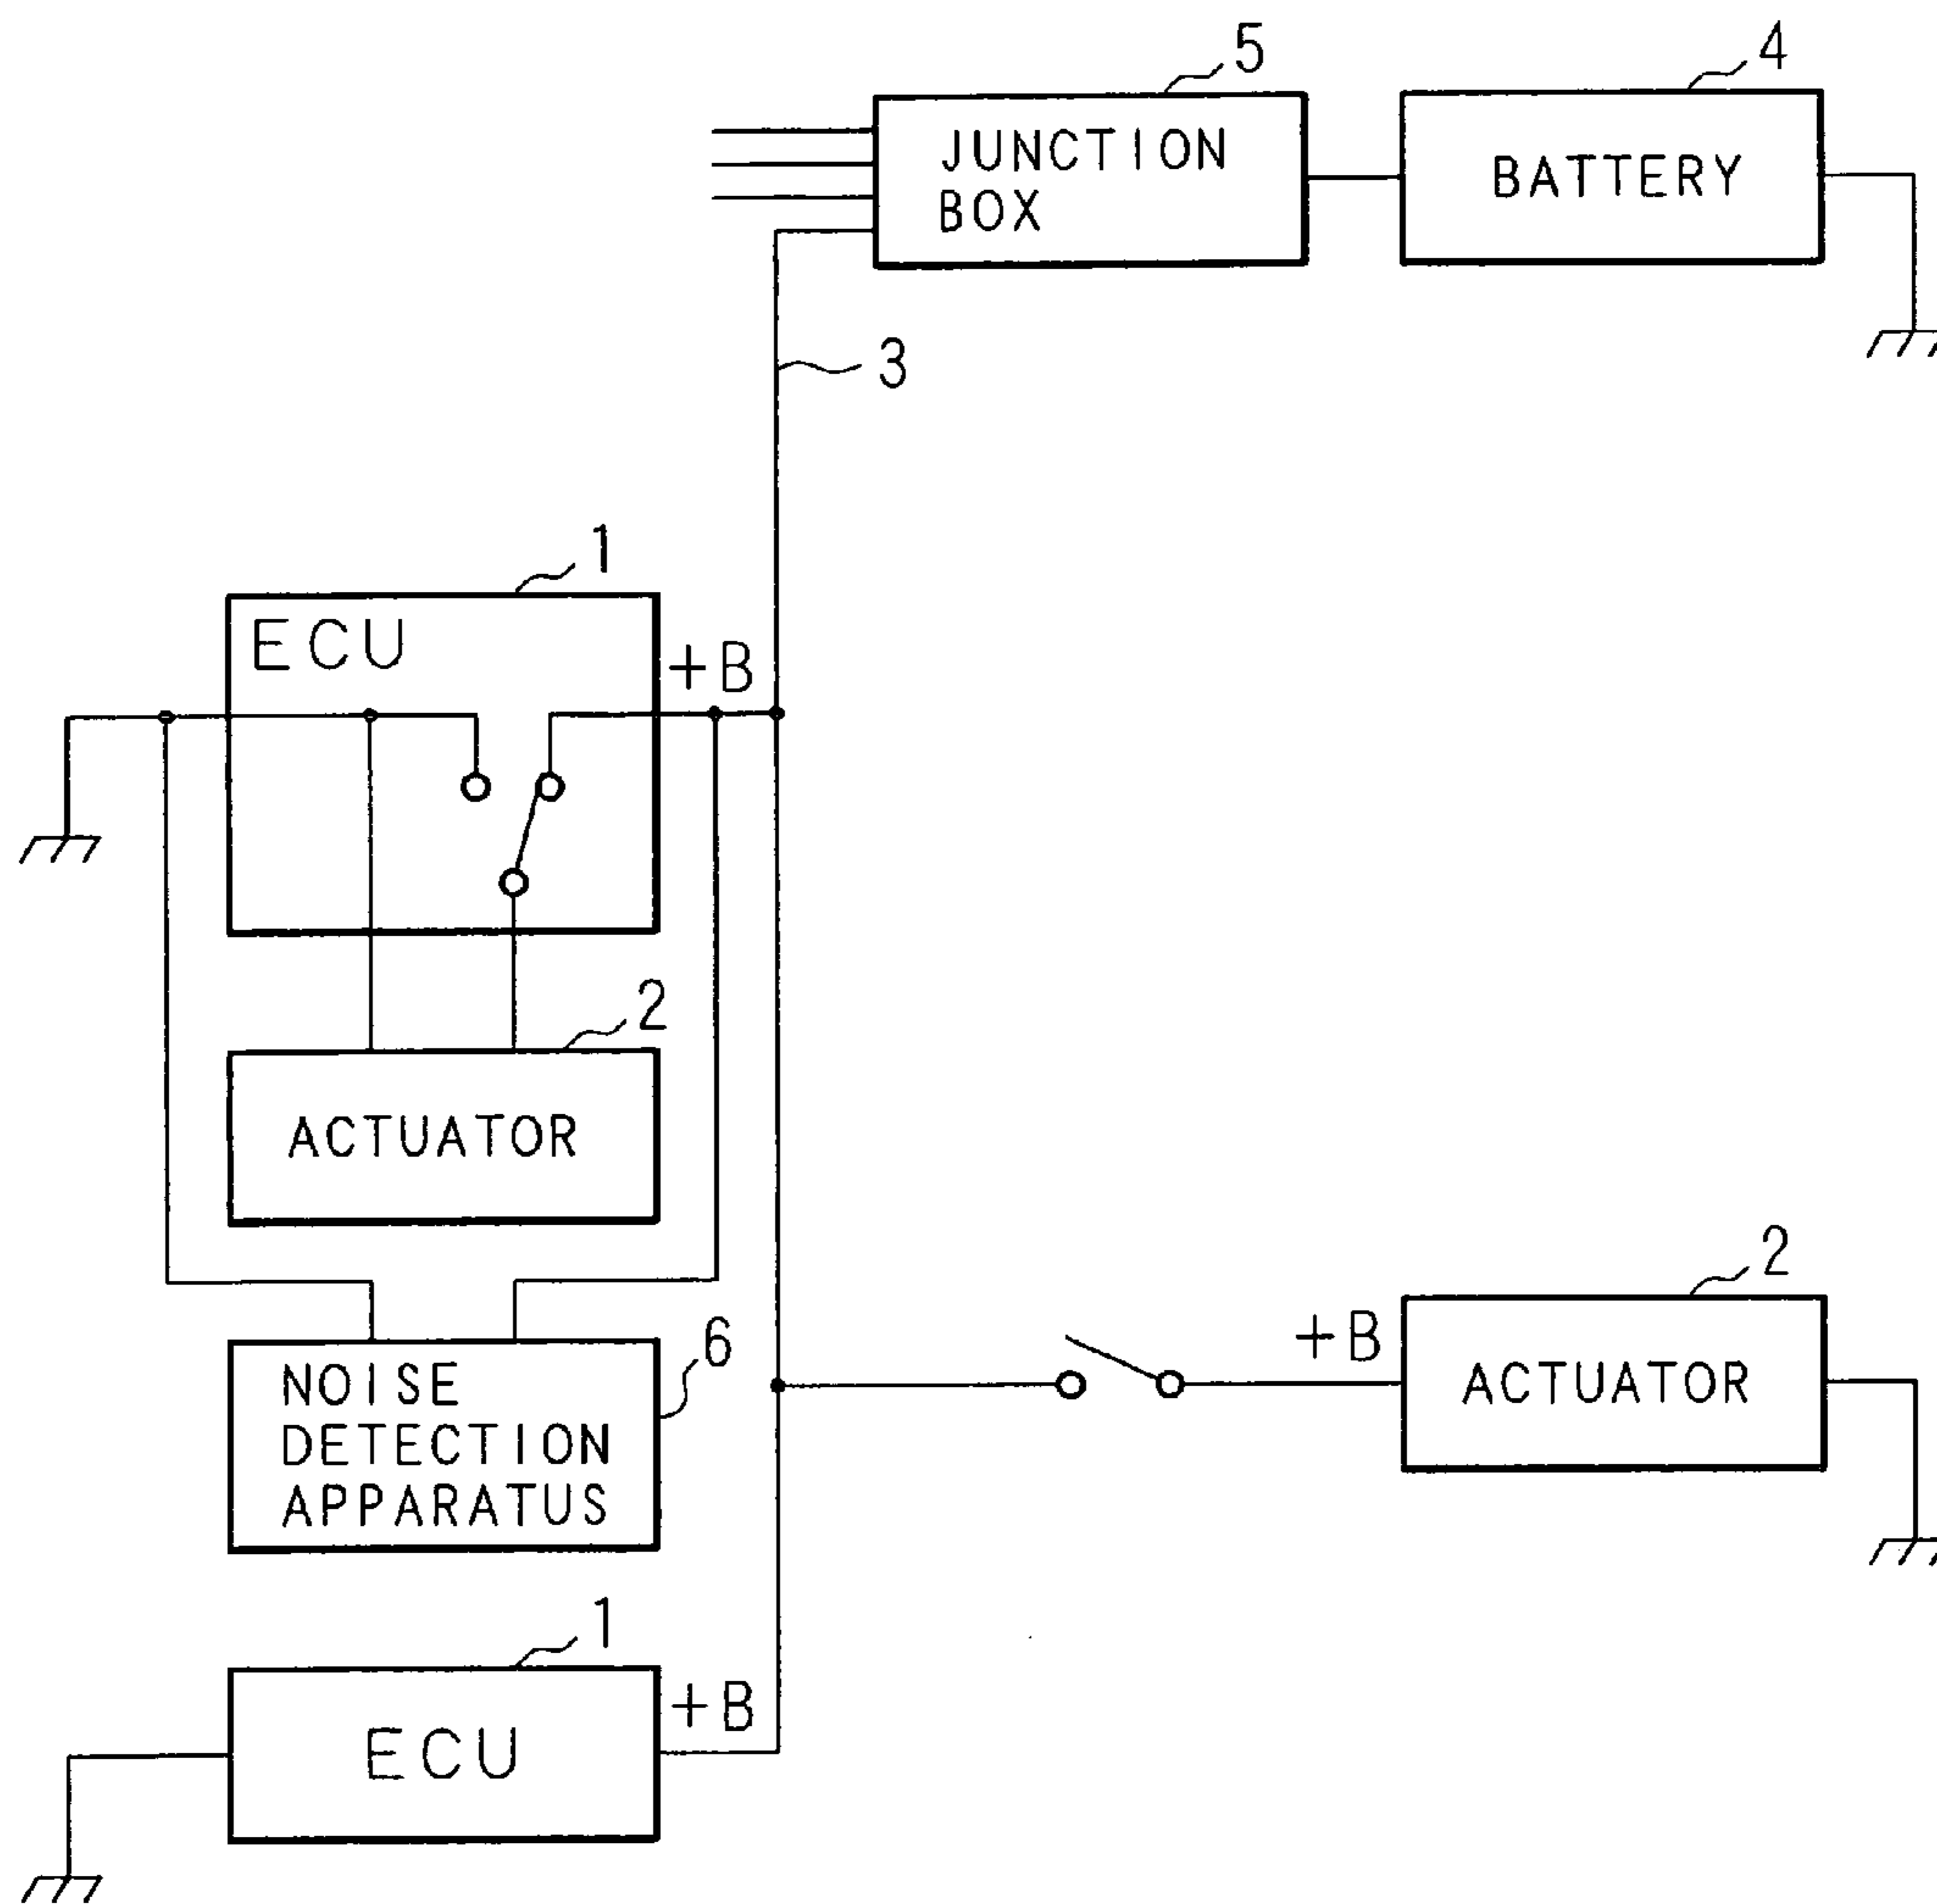 5
4
JUNCTION
BOX
BATTERY
3
1
ECU
+B
2
ACTUATOR
2
+B
ACTUATOR
6
NOISE
DETECTION
APPARATUS
1
+B
ECU